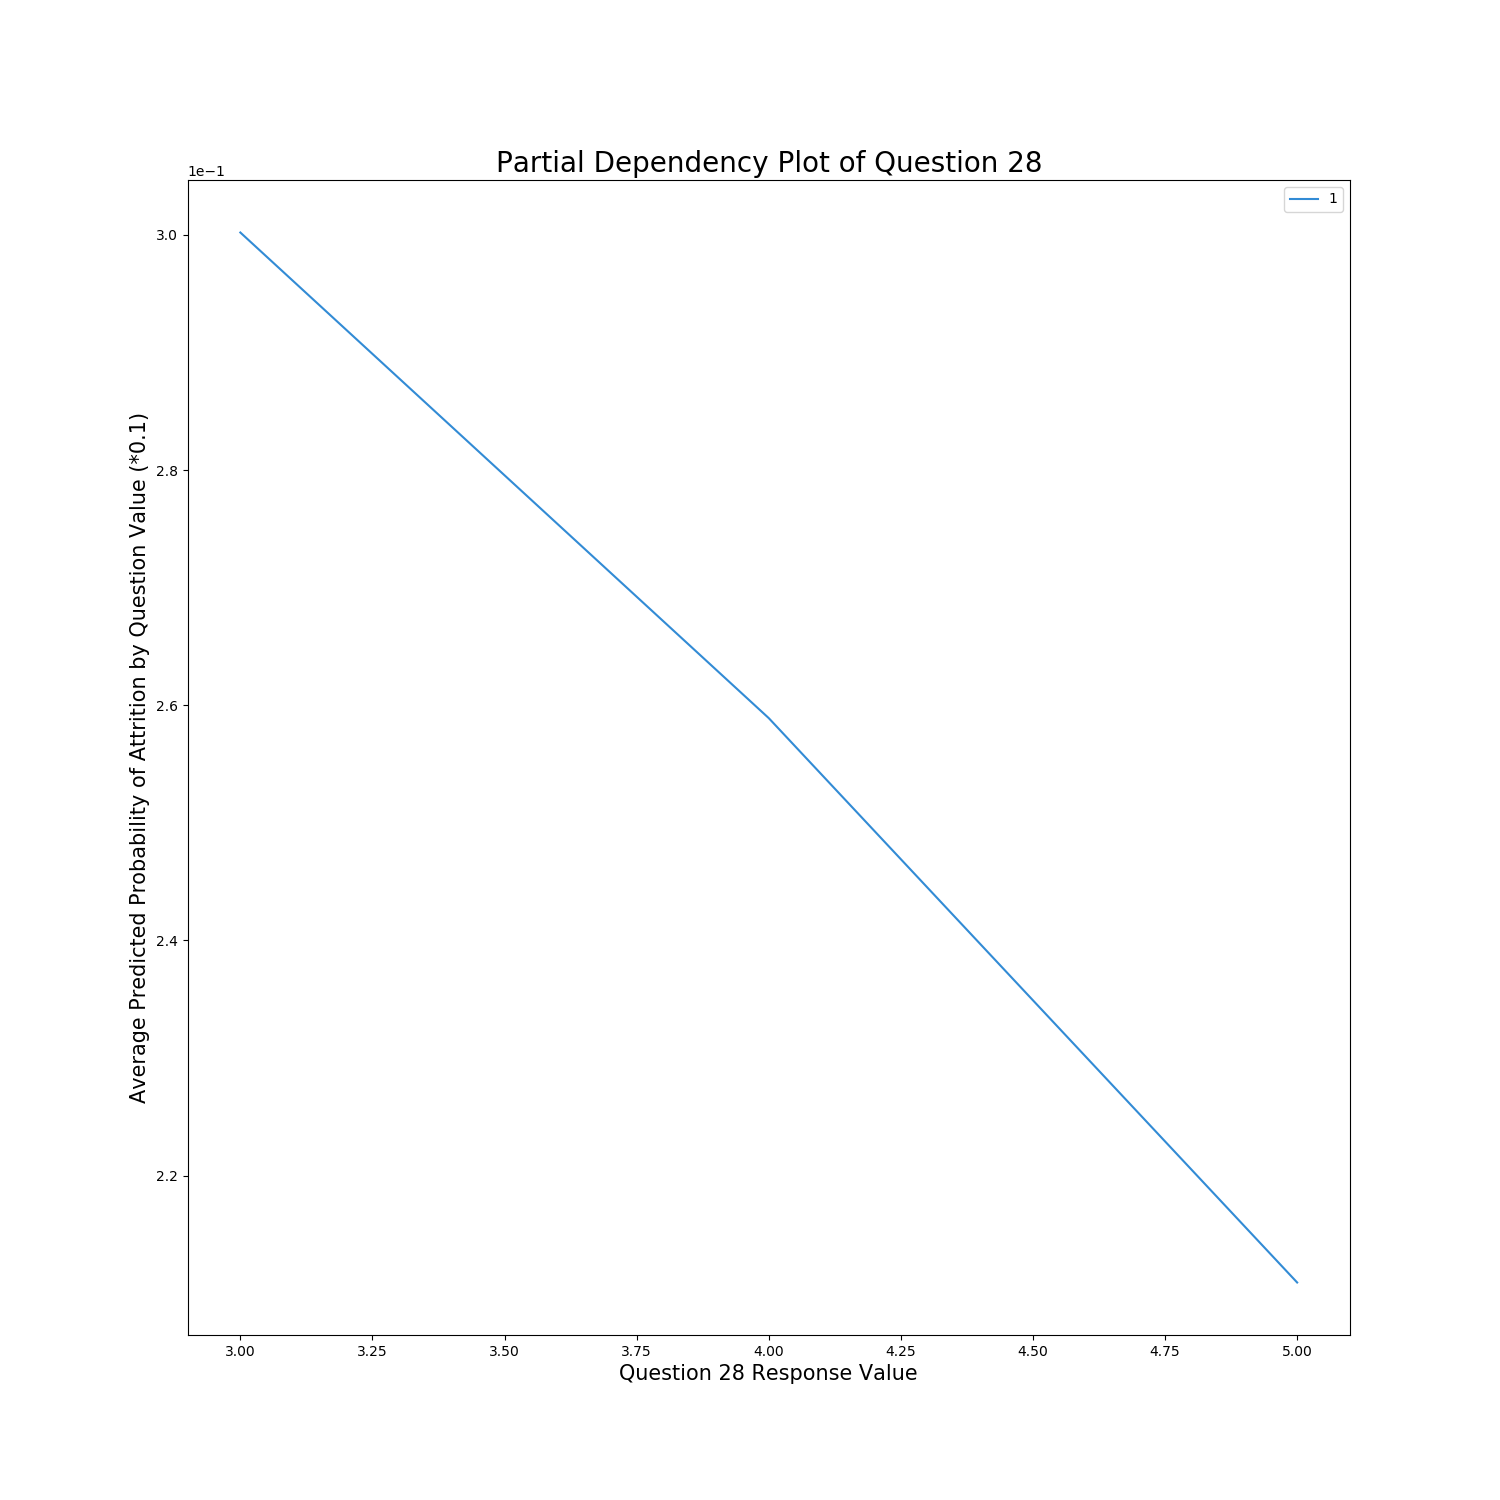 Partial Dependency Plot of Question 28
1e−1
1
3.0
2.8
2.6
2.4
2.2
Average Predicted Probability of Attrition by Question Value (*0.1)
3.00 3.25 3.50 3.75 4.00 4.25 4.50 4.75 5.00
Question 28 Response Value